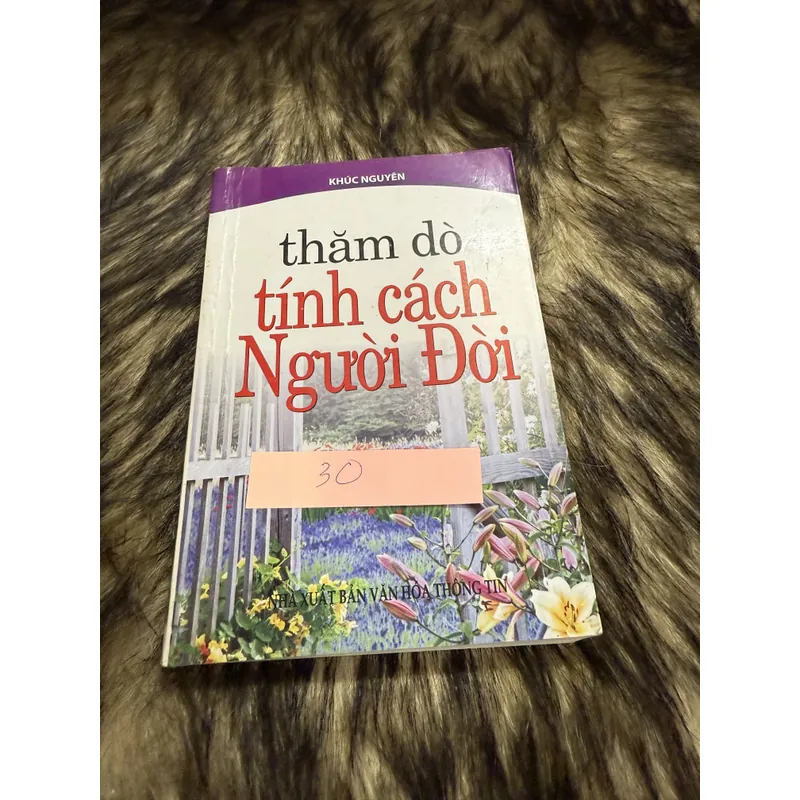 KHÚC NGUYÊN
thăm dò
tính cách
Người Đời
30
NHÀ XUẤT BẢN VĂN HÓA THÔNG TIN